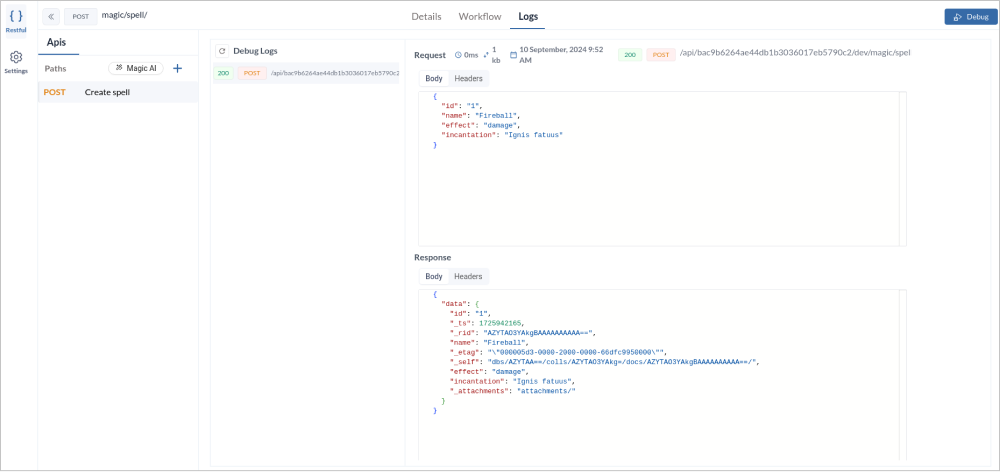 { }
Restful
Settings
POST
magic/spell/
Details
Workflow
Logs
Debug
Apis
Paths
Magic AI
POST Create spell
Debug Logs
200 POST /api/bac9b6264ae44db1b3036017eb5790c2
Request
0ms
1
kb
10 September, 2024 9:52
AM
200
POST
/api/bac9b6264ae44db1b3036017eb5790c2/dev/magic/spel
Body Headers
{
"id": "1",
"name": "Fireball",
"effect": "damage",
"incantation": "Ignis fatuus"
}
Response
Body Headers
{
"data": {
"id": "1",
"_ts": 1725942165,
"_rid": "AZYTAO3YAkgBAAAAAAAAAA==",
"name": "Fireball",
"_etag": "\"000005d3-0000-2000-0000-66dfc9950000\"",
"_self": "dbs/AZYTAA==/colls/AZYTAO3YAkg=/docs/AZYTAO3YAkgBAAAAAAAAAA==/",
"effect": "damage",
"incantation": "Ignis fatuus",
"_attachments": "attachments/"
}
}